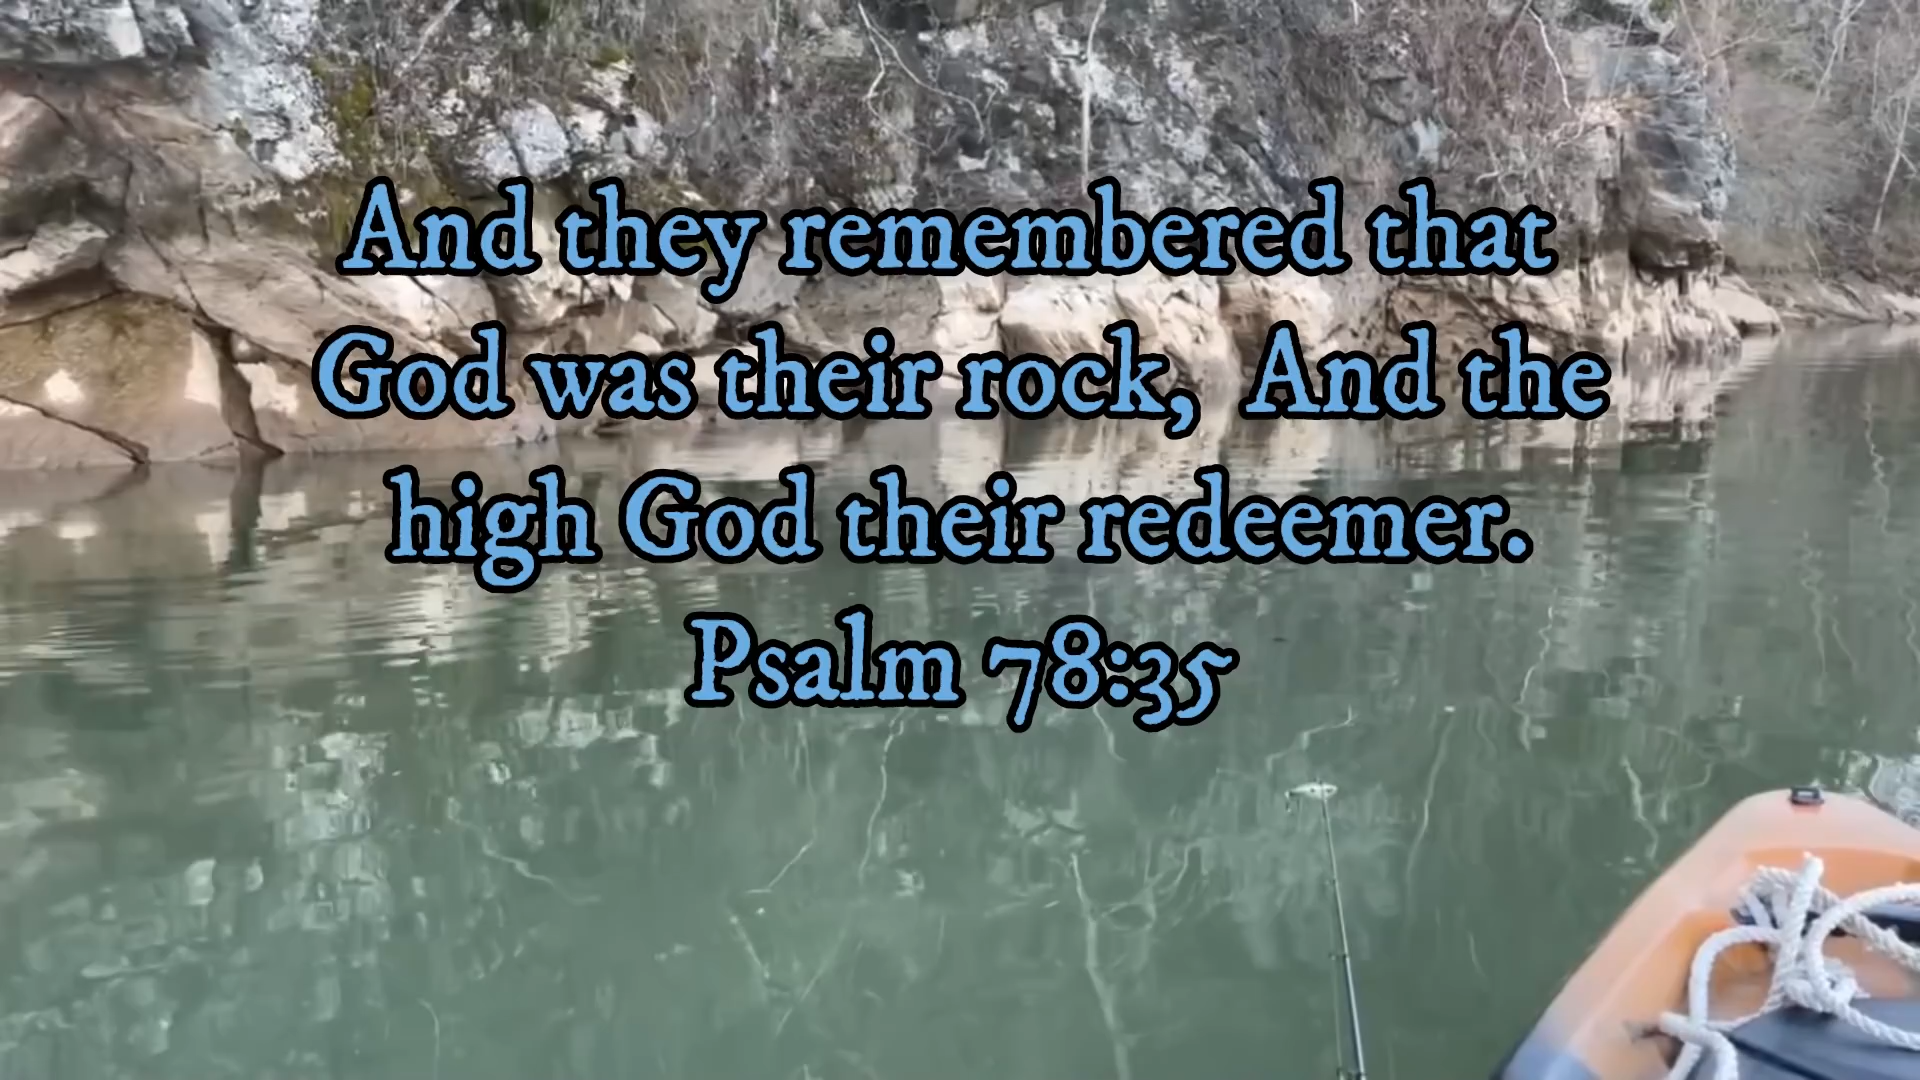 And they remembered that
God was their rock, And the
high God their redeemer.
Psalm 78:35